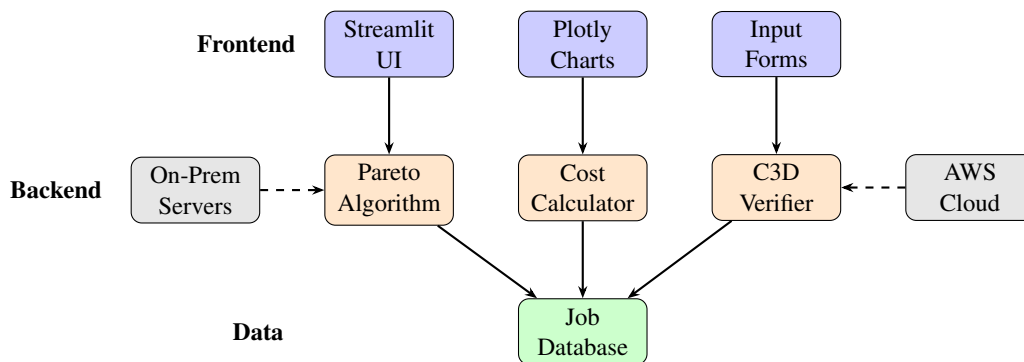 Frontend
Streamlit
UI
Plotly
Charts
Input
Forms
Backend
On-Prem
Servers
Pareto
Algorithm
Cost
Calculator
C3D
Verifier
AWS
Cloud
Data
Job
Database